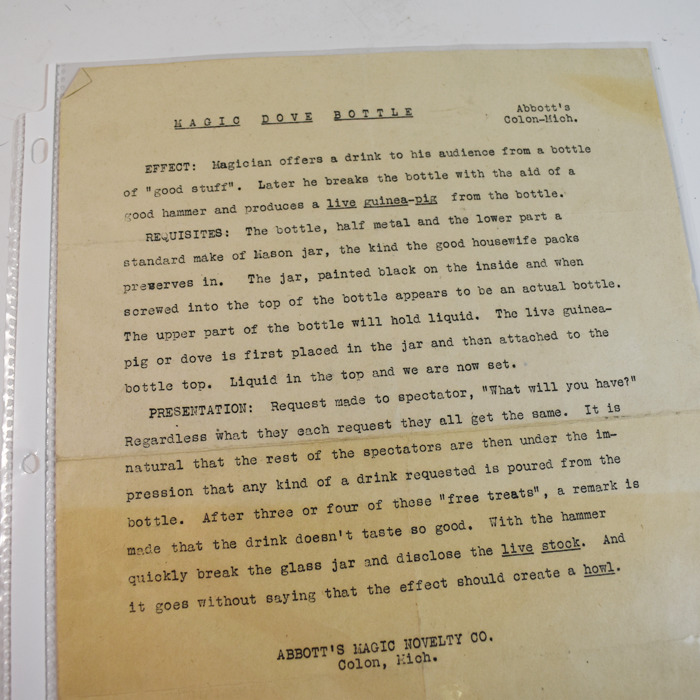 MAGIC DOVE BOTTLE
Abbott's
Colon-Mich.
EFFECT: Magician offers a drink to his audience from a bottle
of "good stuff". Later he breaks the bottle with the aid of a
good hammer and produces a live guinea-pig from the bottle.
REQUISITES: The bottle, half metal and the lower part a
standard make of Mason jar, the kind the good housewife packs
preserves in. The jar, painted black on the inside and when
screwed into the top of the bottle appears to be an actual bottle.
The upper part of the bottle will hold liquid. The live guinea-
pig or dove is first placed in the jar and then attached to the
bottle top. Liquid in the top and we are now set.
PRESENTATION: Request made to spectator, "What will you have?"
Regardless what they each request they all get the same. It is
natural that the rest of the spectators are then under the im-
pression that any kind of a drink requested is poured from the
bottle. After three or four of these "free treats", a remark is
made that the drink doesn't taste so good. With the hammer
quickly break the glass jar and disclose the live stock. And
it goes without saying that the effect should create a howl.
ABBOTT'S MAGIC NOVELTY CO.
Colon, Mich.